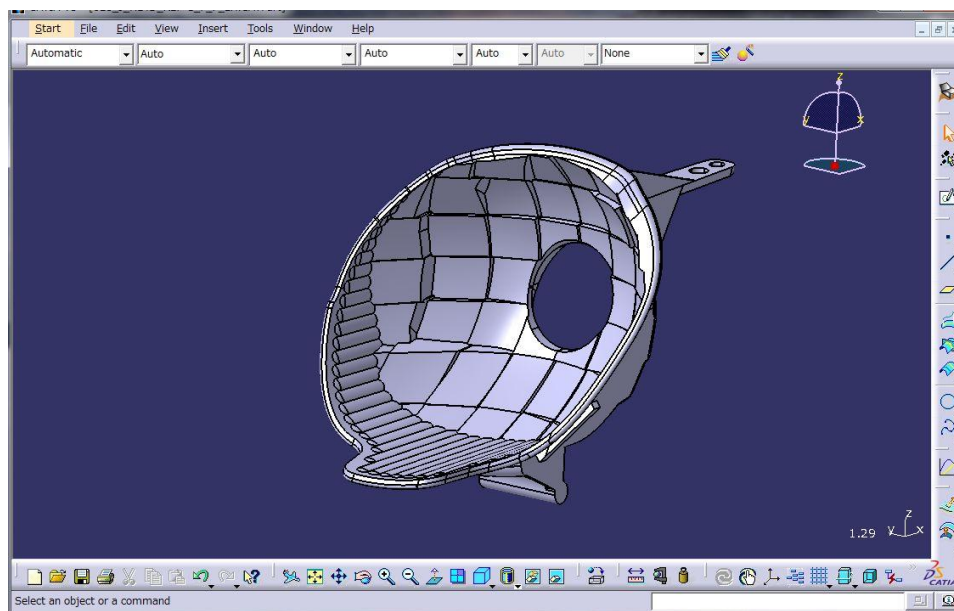 Start File Edit View Insert Tools Window Help
Automatic Auto Auto Auto Auto Auto None
z
y x
z
1.29 y x
CATIA
Select an object or a command